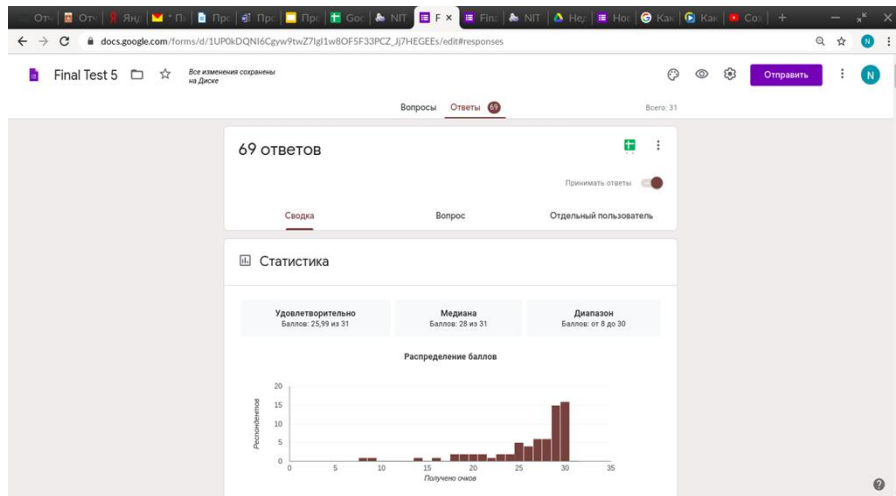 docs.google.com/forms/d/1UP0kDQNI6Cgyw9twZ7IgI1w8OF5F33PCZ_Jj7HEGEEs/edit#responses
Final Test 5
Все изменения сохранены
на Диске
Отправить
N
Вопросы Ответы 69
Всего: 31
69 ответов
Принимать ответы
Сводка Вопрос Отдельный пользователь
Статистика
Удовлетворительно Медиана Диапазон
Баллов: 25,99 из 31 Баллов: 28 из 31 Баллов: от 8 до 30
Распределение баллов
Респондентов
20
15
10
5
0
0 5 10 15 20 25 30 35
Получено очков